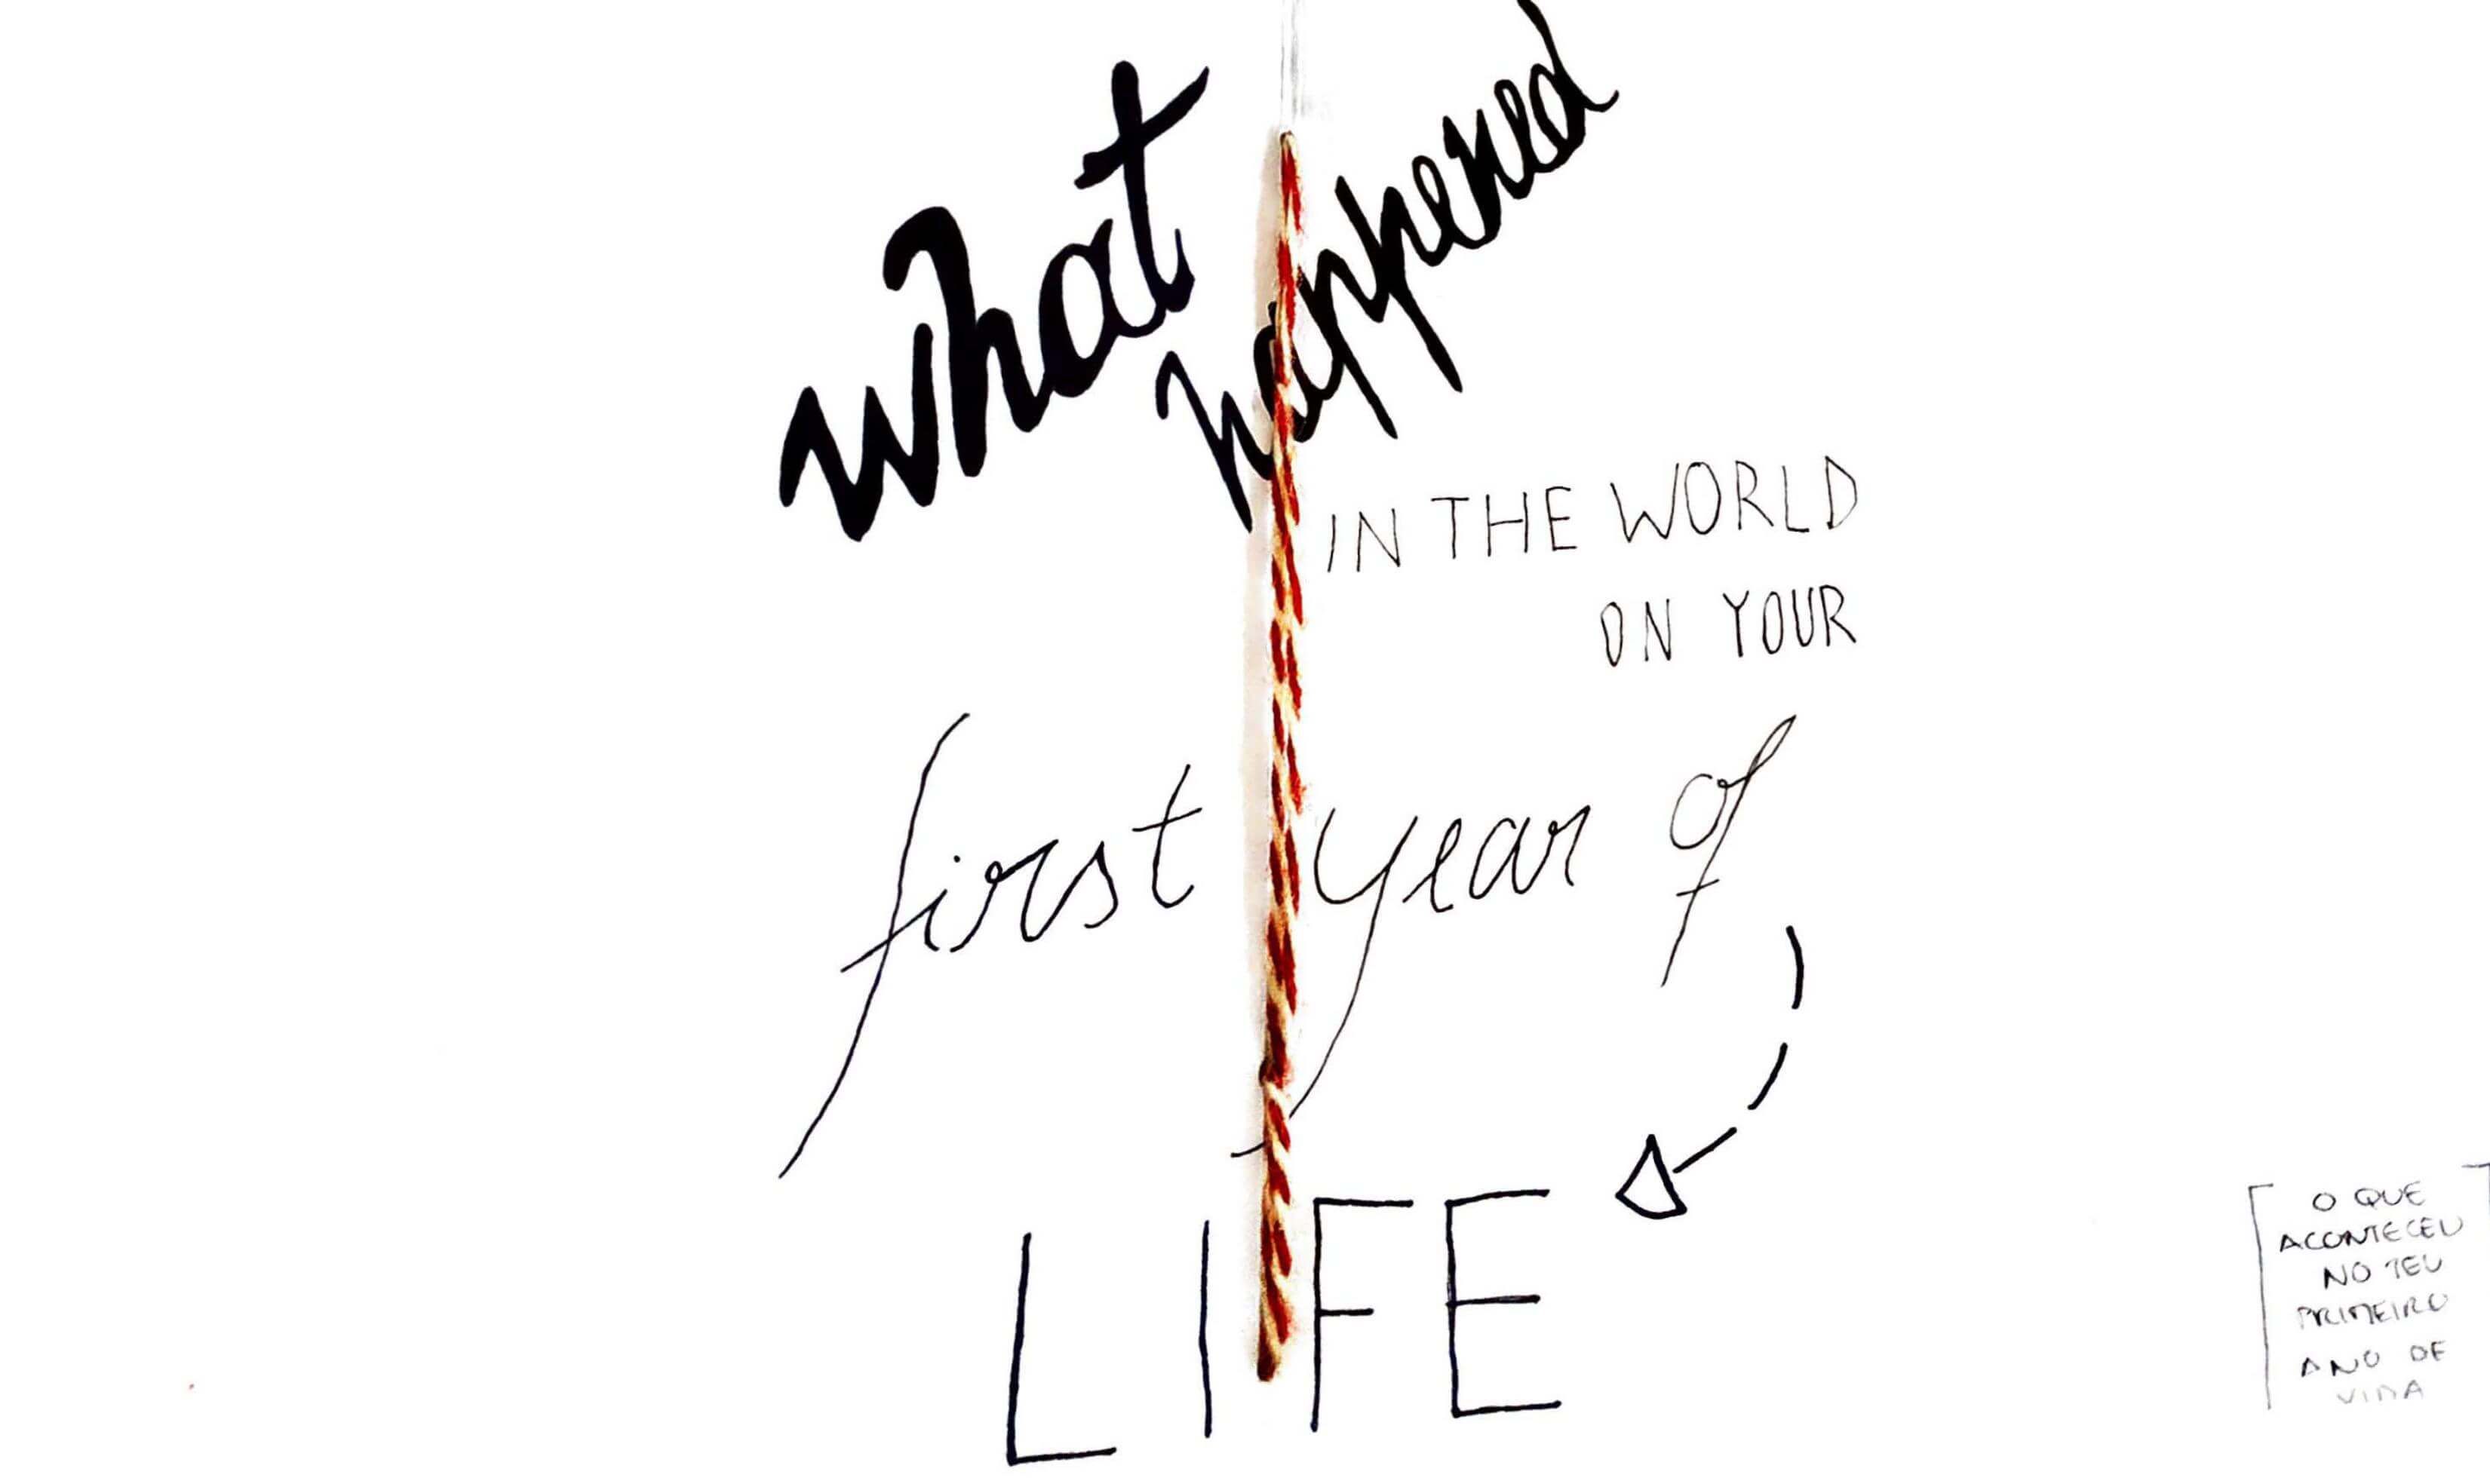 what
happened
IN THE WORLD
ON YOUR
first year of
LIFE
O QUE
ACONTECEU
NO TEU
PRIMEIRO
ANO DE
VIDA